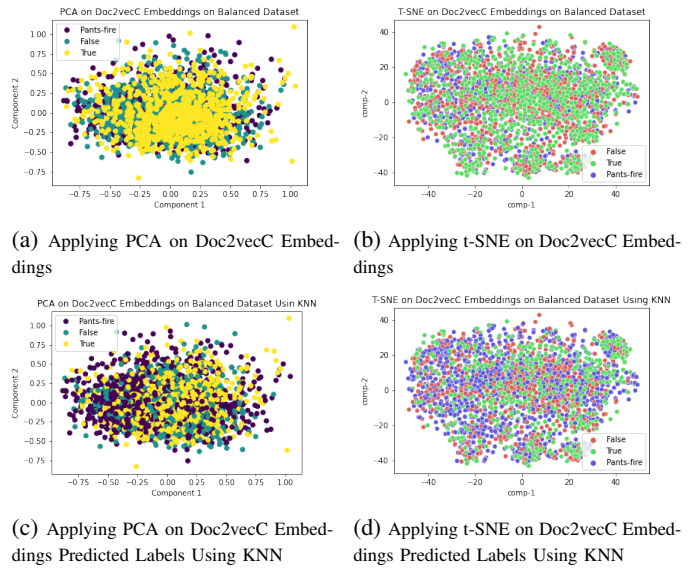 PCA on Doc2vecC Embeddings on Balanced Dataset
Pants-fire
False
True
Component 2
1.00
0.75
0.50
0.25
0.00
-0.25
-0.50
-0.75
-0.75 -0.50 -0.25 0.00 0.25 0.50 0.75 1.00
Component 1
T-SNE on Doc2vecC Embeddings on Balanced Dataset
comp-2
40
20
0
−20
−40
False
True
Pants-fire
−40 −20 0 20 40
comp-1
(a) Applying PCA on Doc2vecC Embed-
dings
(b) Applying t-SNE on Doc2vecC Embed-
dings
PCA on Doc2vecC Embeddings on Balanced Dataset Usin KNN
Pants-fire
False
True
Component 2
1.00
0.75
0.50
0.25
0.00
-0.25
-0.50
-0.75
-0.75 -0.50 -0.25 0.00 0.25 0.50 0.75 1.00
Component 1
T-SNE on Doc2vecC Embeddings on Balanced Dataset Using KNN
comp-2
40
20
0
−20
−40
False
True
Pants-fire
−40 −20 0 20 40
comp-1
(c) Applying PCA on Doc2vecC Embed-
dings Predicted Labels Using KNN
(d) Applying t-SNE on Doc2vecC Embed-
dings Predicted Labels Using KNN